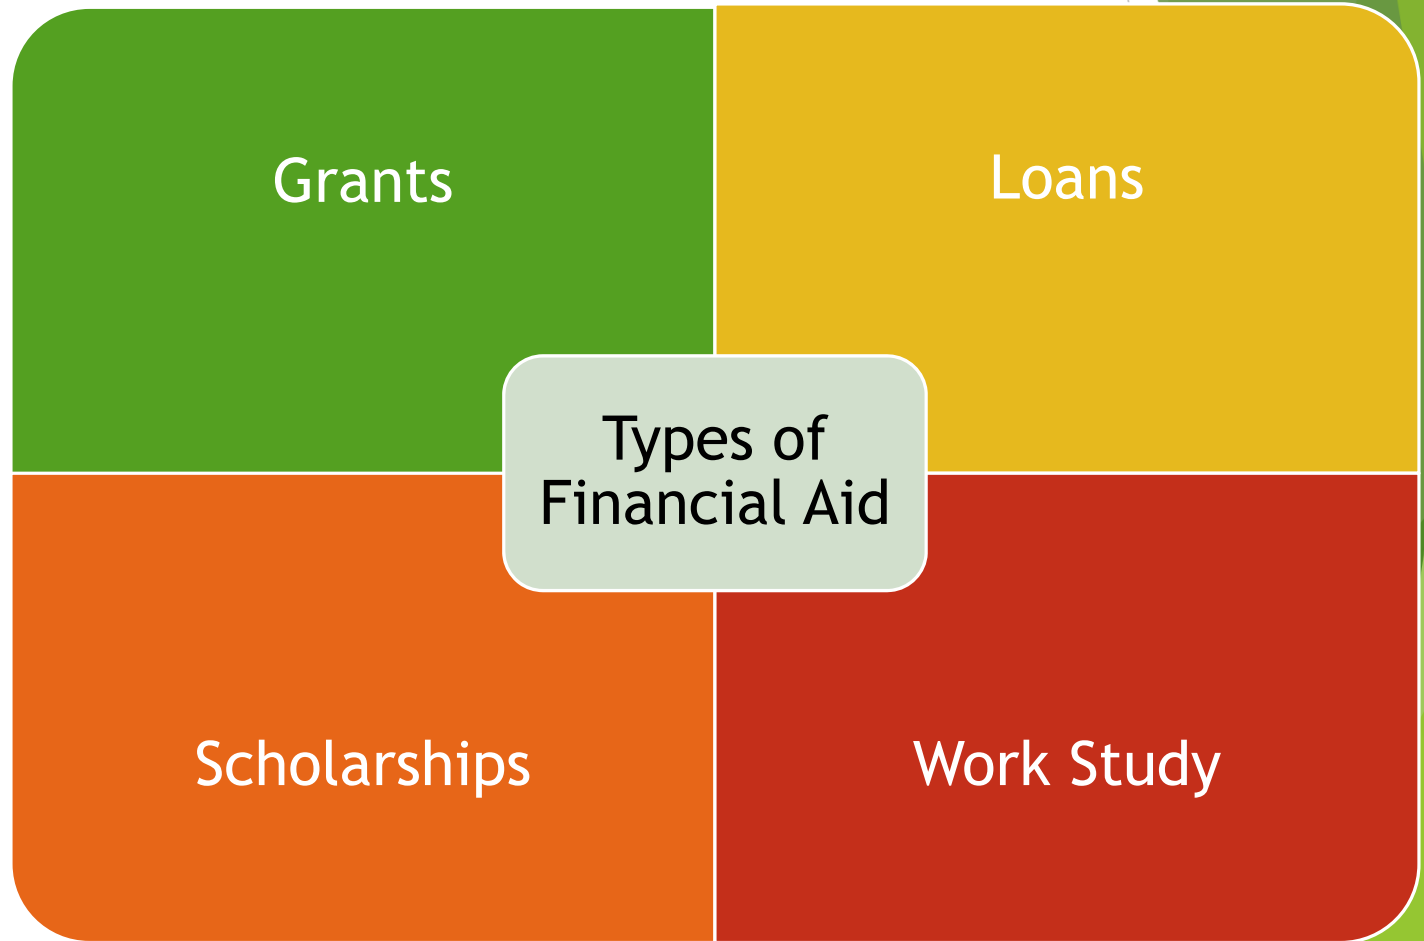 Grants
Loans
Types of
Financial Aid
Scholarships
Work Study